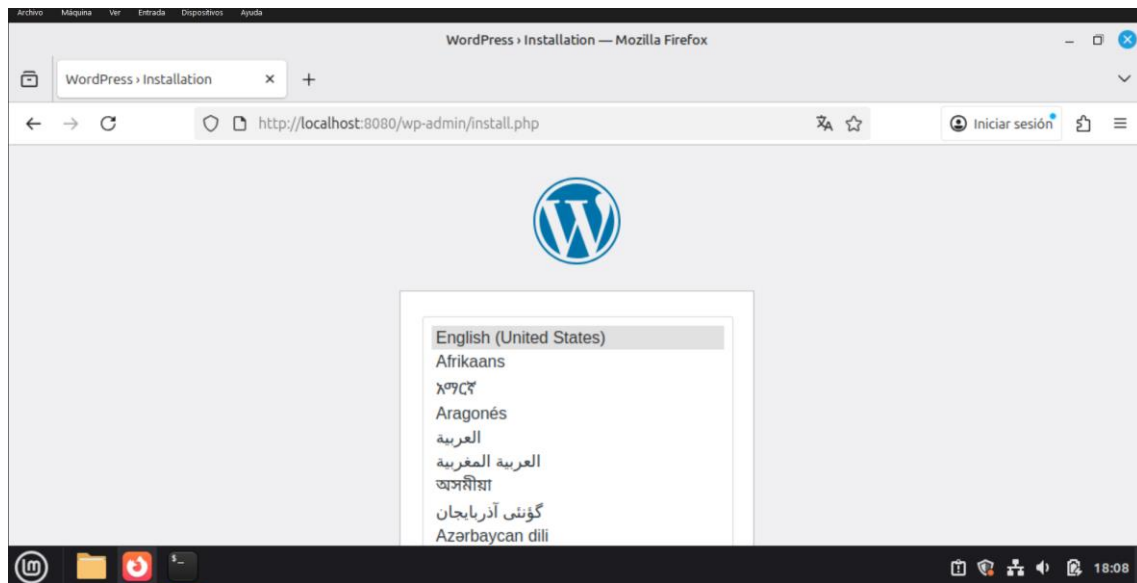 Archivo Máquina Ver Entrada Dispositivos Ayuda
WordPress › Installation — Mozilla Firefox
WordPress › Installation
http://localhost:8080/wp-admin/install.php
Iniciar sesión
English (United States)
Afrikaans
አማርኛ
Aragonés
العربية
العربية المغربية
অসমীয়া
گؤنئی آذربایجان
Azərbaycan dili
$_
18:08